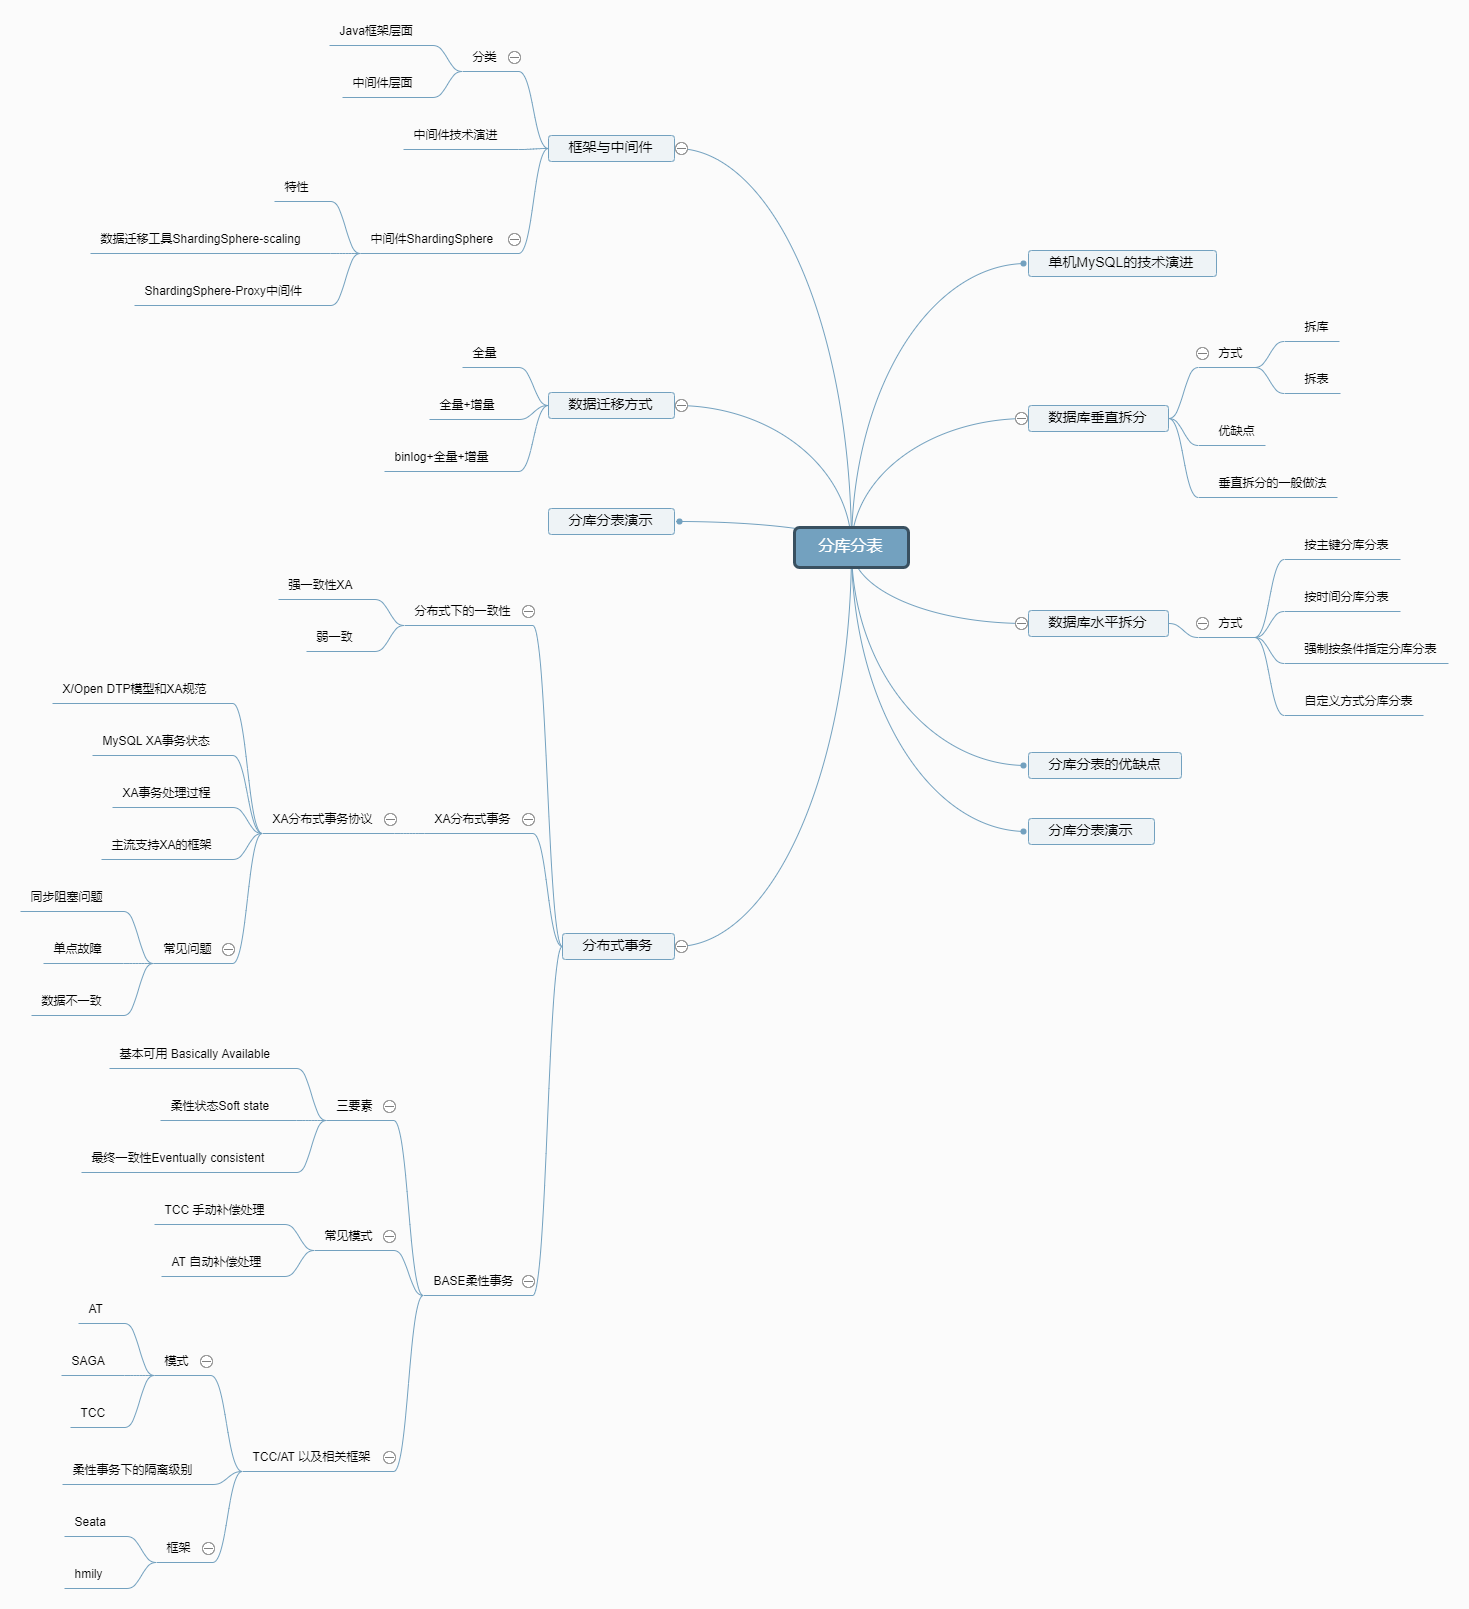 分库分表
单机MySQL的技术演进
数据库垂直拆分
方式
拆库
拆表
优缺点
垂直拆分的一般做法
数据库水平拆分
方式
按主键分库分表
按时间分库分表
强制按条件指定分库分表
自定义方式分库分表
分库分表的优缺点
分库分表演示
框架与中间件
分类
Java框架层面
中间件层面
中间件技术演进
中间件ShardingSphere
特性
数据迁移工具ShardingSphere-scaling
ShardingSphere-Proxy中间件
数据迁移方式
全量
全量+增量
binlog+全量+增量
分库分表演示
分布式事务
分布式下的一致性
强一致性XA
弱一致
XA分布式事务
XA分布式事务协议
X/Open DTP模型和XA规范
MySQL XA事务状态
XA事务处理过程
主流支持XA的框架
常见问题
同步阻塞问题
单点故障
数据不一致
BASE柔性事务
三要素
基本可用 Basically Available
柔性状态Soft state
最终一致性Eventually consistent
常见模式
TCC 手动补偿处理
AT 自动补偿处理
TCC/AT 以及相关框架
模式
AT
SAGA
TCC
柔性事务下的隔离级别
框架
Seata
hmily